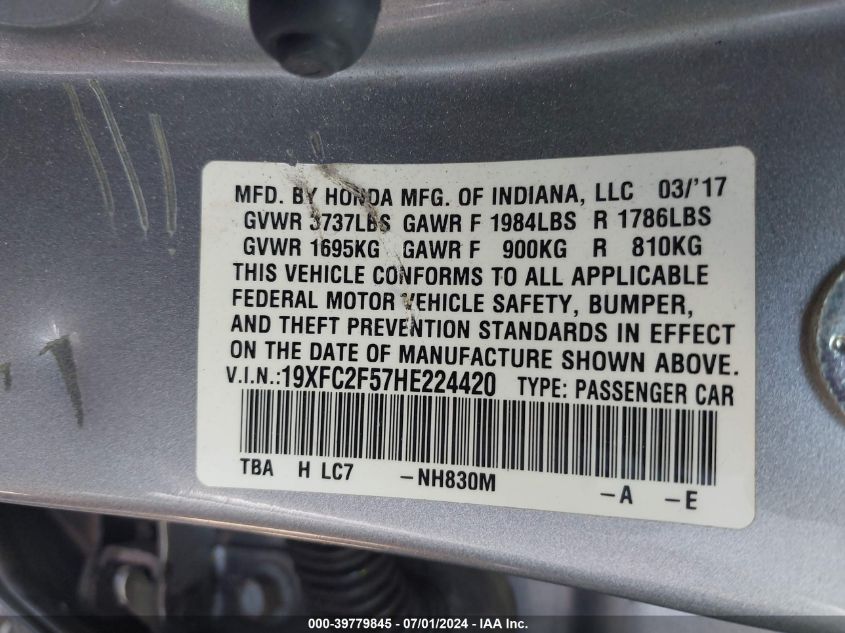 MFD. BY HONDA MFG. OF INDIANA, LLC 03/'17
GVWR 3737LBS GAWR F 1984LBS R 1786LBS
GVWR 1695KG GAWR F 900KG R 810KG
THIS VEHICLE CONFORMS TO ALL APPLICABLE
FEDERAL MOTOR VEHICLE SAFETY, BUMPER,
AND THEFT PREVENTION STANDARDS IN EFFECT
ON THE DATE OF MANUFACTURE SHOWN ABOVE.
V.I.N.:19XFC2F57HE224420 TYPE: PASSENGER CAR
TBA H LC7 -NH830M -A -E
000-39779845 - 07/01/2024 - IAAI.COM